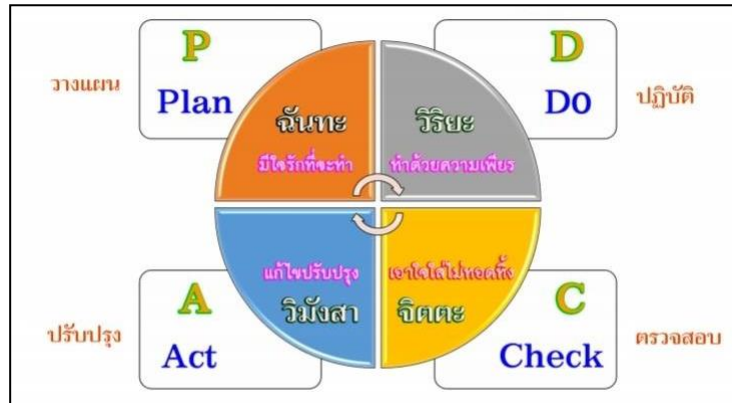 P
วางแผน
Plan
ฉันทะ
มีใจรักที่จะทำ
D
DO
ปฏิบัติ
วิริยะ
ทำด้วยความเพียร
แก้ไขปรับปรุง
วิมังสา
A
ปรับปรุง
Act
เอาใจใส่ไม่ทอดทิ้ง
จิตตะ
C
Check
ตรวจสอบ